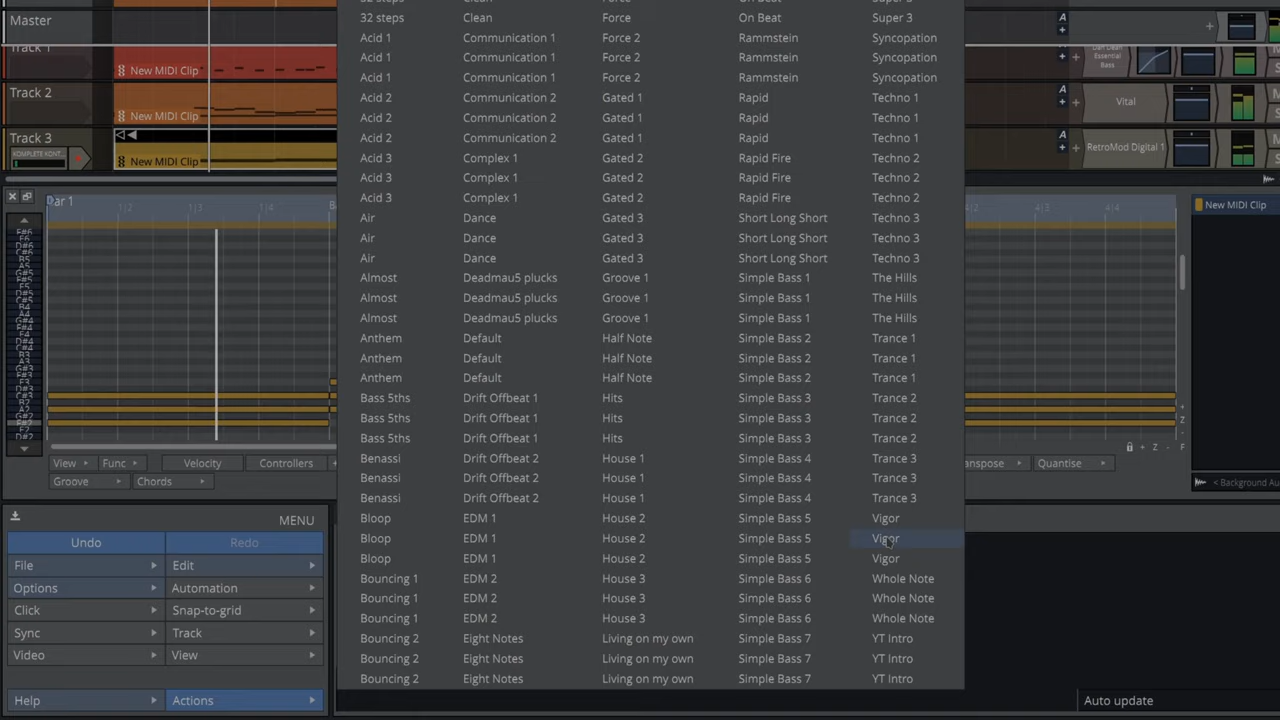 Master
Track 1
New MIDI Clip
Track 2
New MIDI Clip
Track 3
KOMPLETE KONT...
New MIDI Clip
32 steps Clean Force On Beat Super 3
Acid 1 Communication 1 Force 2 Rammstein Syncopation
Acid 1 Communication 1 Force 2 Rammstein Syncopation
Acid 1 Communication 1 Force 2 Rammstein Syncopation
Acid 2 Communication 2 Gated 1 Rapid Techno 1
Acid 2 Communication 2 Gated 1 Rapid Techno 1
Acid 2 Communication 2 Gated 1 Rapid Techno 1
Acid 3 Complex 1 Gated 2 Rapid Fire Techno 2
Acid 3 Complex 1 Gated 2 Rapid Fire Techno 2
Acid 3 Complex 1 Gated 2 Rapid Fire Techno 2
Air Dance Gated 3 Short Long Short Techno 3
Air Dance Gated 3 Short Long Short Techno 3
Air Dance Gated 3 Short Long Short Techno 3
Almost Deadmau5 plucks Groove 1 Simple Bass 1 The Hills
Almost Deadmau5 plucks Groove 1 Simple Bass 1 The Hills
Almost Deadmau5 plucks Groove 1 Simple Bass 1 The Hills
Anthem Default Half Note Simple Bass 2 Trance 1
Anthem Default Half Note Simple Bass 2 Trance 1
Anthem Default Half Note Simple Bass 2 Trance 1
Bass 5ths Drift Offbeat 1 Hits Simple Bass 3 Trance 2
Bass 5ths Drift Offbeat 1 Hits Simple Bass 3 Trance 2
Bass 5ths Drift Offbeat 1 Hits Simple Bass 3 Trance 2
Benassi Drift Offbeat 2 House 1 Simple Bass 4 Trance 3
Benassi Drift Offbeat 2 House 1 Simple Bass 4 Trance 3
Benassi Drift Offbeat 2 House 1 Simple Bass 4 Trance 3
Bloop EDM 1 House 2 Simple Bass 5 Vigor
Bloop EDM 1 House 2 Simple Bass 5 Vigor
Bloop EDM 1 House 2 Simple Bass 5 Vigor
Bouncing 1 EDM 2 House 3 Simple Bass 6 Whole Note
Bouncing 1 EDM 2 House 3 Simple Bass 6 Whole Note
Bouncing 1 EDM 2 House 3 Simple Bass 6 Whole Note
Bouncing 2 Eight Notes Living on my own Simple Bass 7 YT Intro
Bouncing 2 Eight Notes Living on my own Simple Bass 7 YT Intro
Bouncing 2 Eight Notes Living on my own Simple Bass 7 YT Intro
A
A
Essential
Bass
A
Vital
A
RetroMod Digital 1
1|2 1|3 1|4
4|2 4|3 4|4
New MIDI Clip
View Func Velocity Controllers
Groove Chords
Quantise
Z
< Background Au
MENU
Undo Redo
File Edit
Options Automation
Click Snap-to-grid
Sync Track
Video View
Help Actions
Auto update